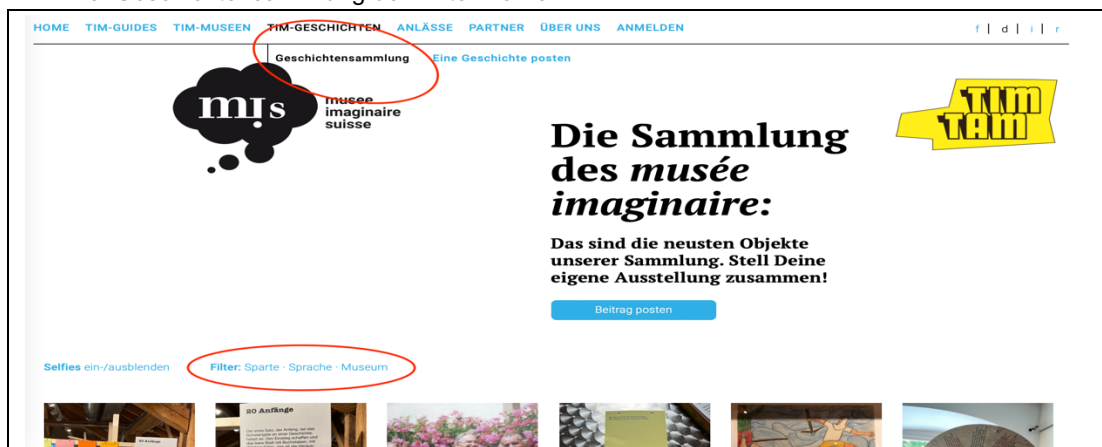 HOME TIM-GUIDES TIM-MUSEEN TIM-GESCHICHTEN ANLÄSSE PARTNER ÜBER UNS ANMELDEN f | d | i | r
Geschichtensammlung Eine Geschichte posten
mis
musee
imaginaire
suisse
TIM
TAM
Die Sammlung
des musée
imaginaire:
Das sind die neusten Objekte
unserer Sammlung. Stell Deine
eigene Ausstellung zusammen!
Beitrag posten
Selfies ein-/ausblenden Filter: Sparte · Sprache · Museum
20 Anfänge